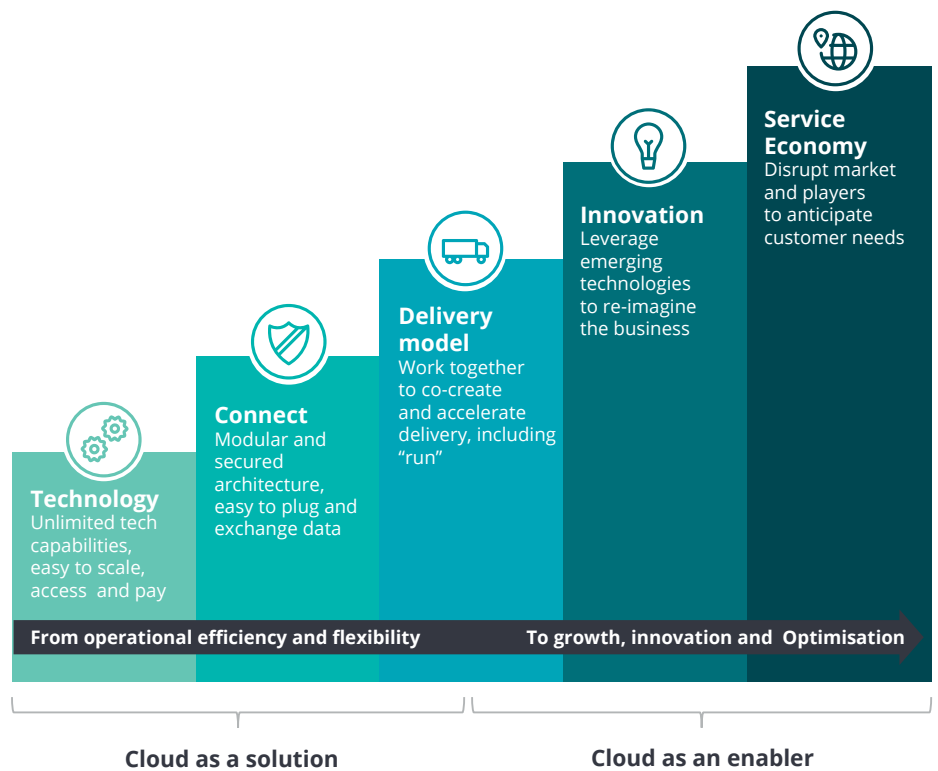 Technology
Unlimited tech
capabilities,
easy to scale,
access and pay
Connect
Modular and
secured
architecture,
easy to plug and
exchange data
Delivery
model
Work together
to co-create
and accelerate
delivery, including
“run”
Innovation
Leverage
emerging
technologies
to re-imagine
the business
Service
Economy
Disrupt market
and players
to anticipate
customer needs
From operational efficiency and flexibility
To growth, innovation and Optimisation
Cloud as a solution
Cloud as an enabler